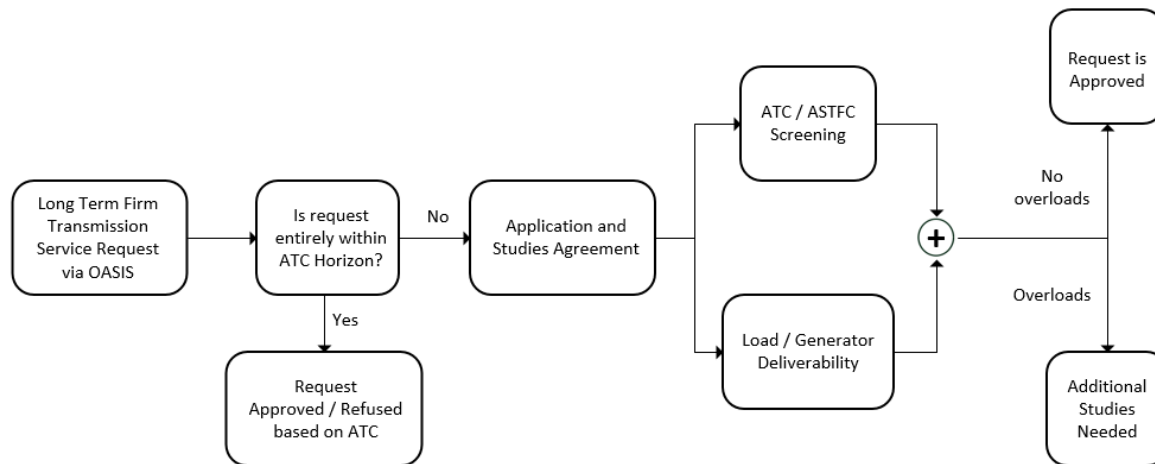 Long Term Firm
Transmission
Service Request
via OASIS
Is request
entirely within
ATC Horizon?
Yes
Request
Approved / Refused
based on ATC
No
Application and
Studies Agreement
ATC / ASTFC
Screening
Load / Generator
Deliverability
+
No
overloads
Request is
Approved
Overloads
Additional
Studies
Needed